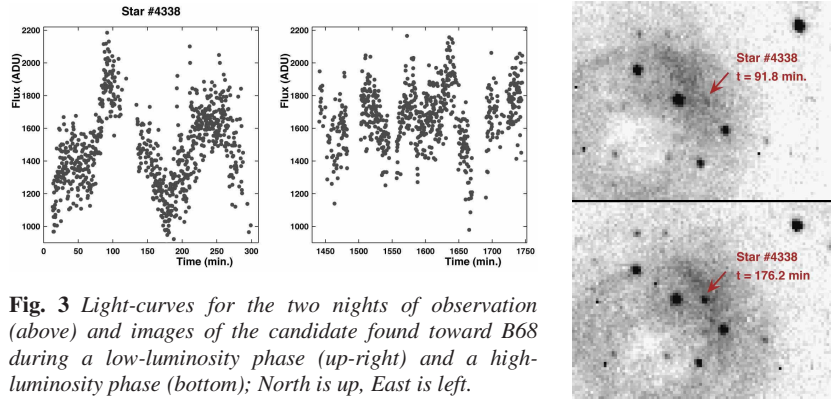 Star #4338
Flux (ADU)
2200
2000
1800
1600
1400
1200
1000
0 50 100 150 200 250 300
Time (min.)
Flux (ADU)
2200
2000
1800
1600
1400
1200
1000
1450 1500 1550 1600 1650 1700 1750
Time (min.)
Fig. 3 Light-curves for the two nights of observation
(above) and images of the candidate found toward B68
during a low-luminosity phase (up-right) and a high-
luminosity phase (bottom); North is up, East is left.
Star #4338
t = 91.8 min.
Star #4338
t = 176.2 min